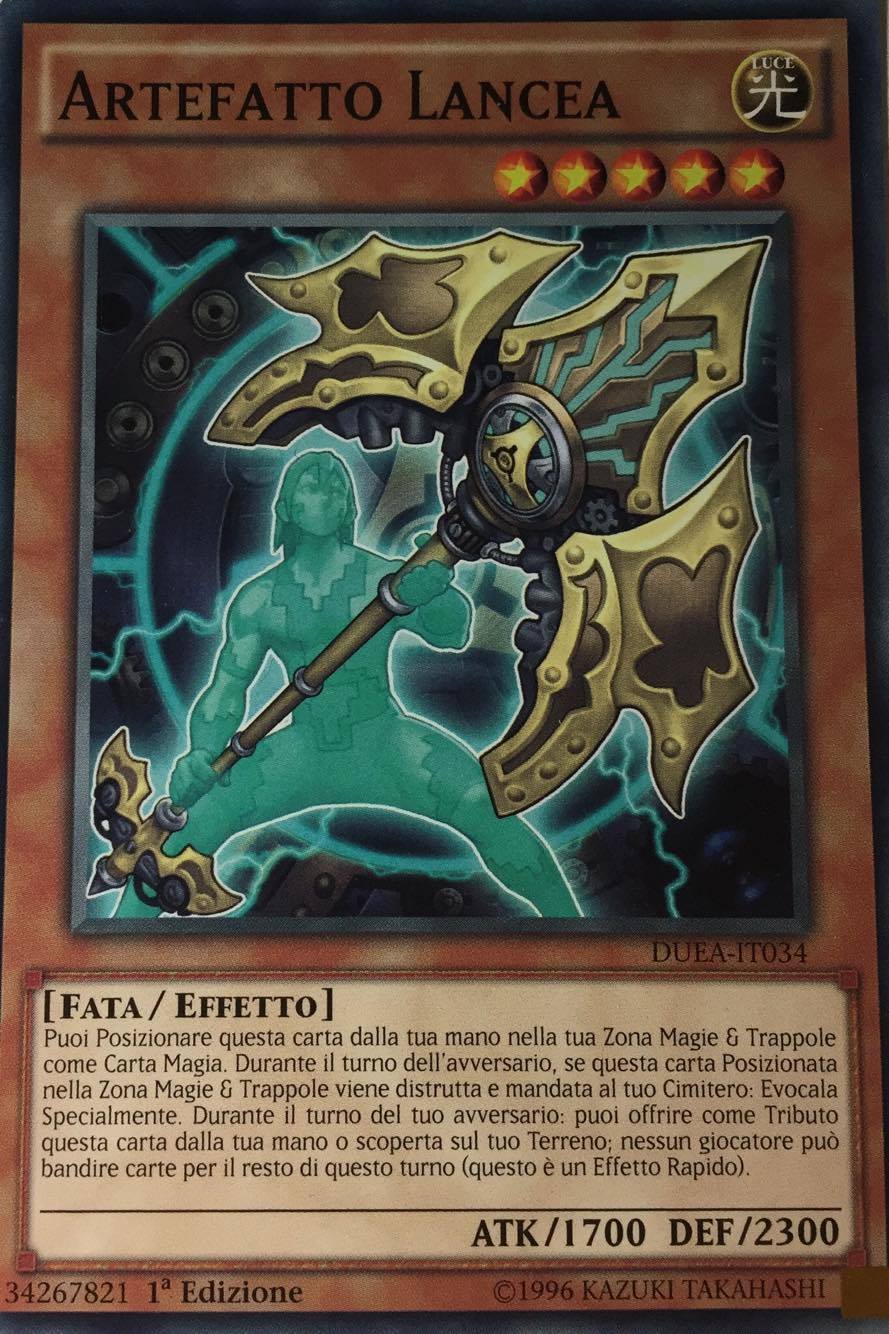 Artefatto Lancea
LUCE
光
DUEA-IT034
[Fata / Effetto]
Puoi Posizionare questa carta dalla tua mano nella tua Zona Magie & Trappole
come Carta Magia. Durante il turno dell'avversario, se questa carta Posizionata
nella Zona Magie & Trappole viene distrutta e mandata al tuo Cimitero: Evocala
Specialmente. Durante il turno del tuo avversario: puoi offrire come Tributo
questa carta dalla tua mano o scoperta sul tuo Terreno; nessun giocatore può
bandire carte per il resto di questo turno (questo è un Effetto Rapido).
ATK/1700 DEF/2300
34267821 1ª Edizione ©1996 KAZUKI TAKAHASHI